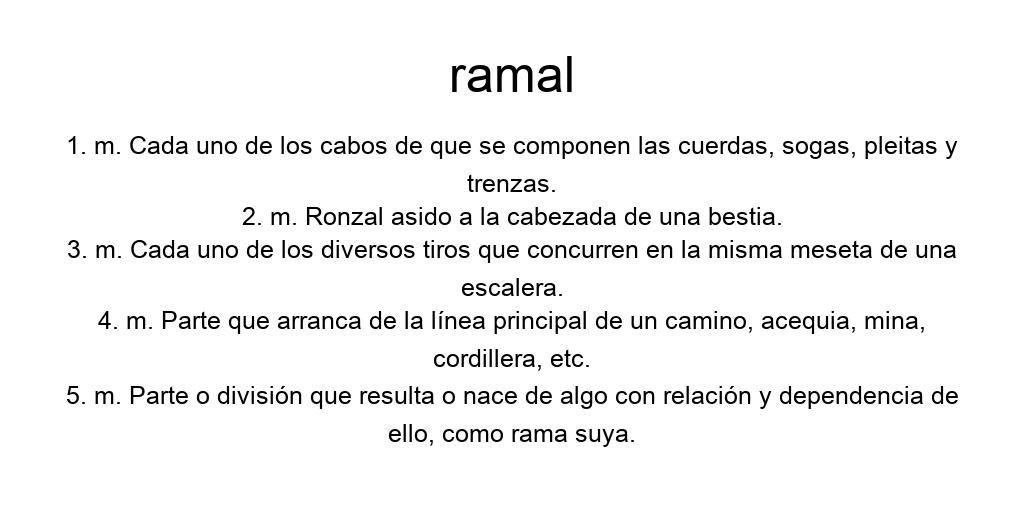 ramal
1. m. Cada uno de los cabos de que se componen las cuerdas, sogas, pleitas y
trenzas.
2. m. Ronzal asido a la cabezada de una bestia.
3. m. Cada uno de los diversos tiros que concurren en la misma meseta de una
escalera.
4. m. Parte que arranca de la línea principal de un camino, acequia, mina,
cordillera, etc.
5. m. Parte o división que resulta o nace de algo con relación y dependencia de
ello, como rama suya.